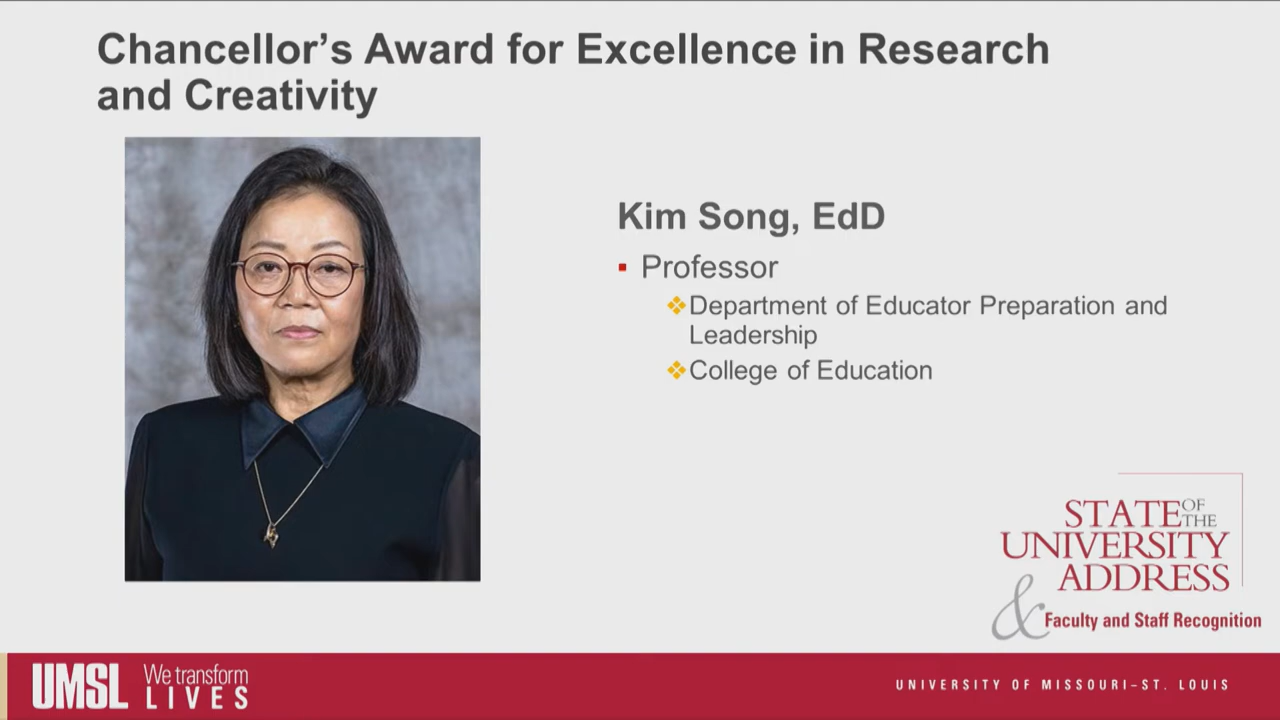 Chancellor’s Award for Excellence in Research
and Creativity
Kim Song, EdD
Professor
Department of Educator Preparation and
Leadership
College of Education
STATE OF THE
UNIVERSITY
ADDRESS
& Faculty and Staff Recognition
UMSL We transform
LIVES
UNIVERSITY OF MISSOURI–ST. LOUIS